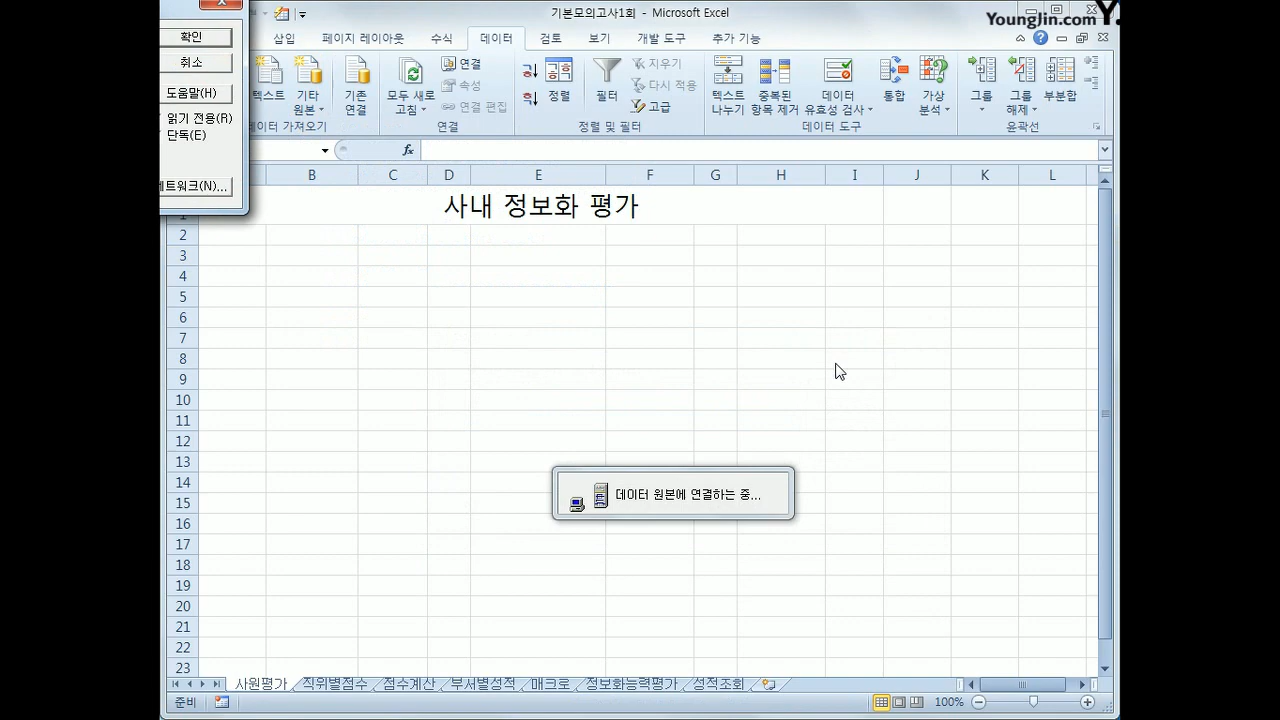 기본모의고사1회 - Microsoft Excel
YoungJin.com Y.
삽입 페이지 레이아웃 수식 데이터 검토 보기 개발 도구 추가 기능
확인
취소
도움말(H)
읽기 전용(R)
단독(E)
네트워크(N)...
텍스트
기타
원본
기존
연결
모두 새로
고침
연결
속성
연결 편집
정렬
필터
지우기
다시 적용
고급
텍스트
나누기
중복된
항목 제거
데이터
유효성 검사
통합
가상
분석
그룹
그룹
해제
부분합
데이터 가져오기 연결 정렬 및 필터 데이터 도구 윤곽선
fx
B C D E F G H I J K L
1 사내 정보화 평가
2
3
4
5
6
7
8
9
10
11
12
13
14
데이터 원본에 연결하는 중...
15
16
17
18
19
20
21
22
23
사원평가 직위별점수 점수계산 부서별성적 매크로 정보화능력평가 성적조회
준비 100%